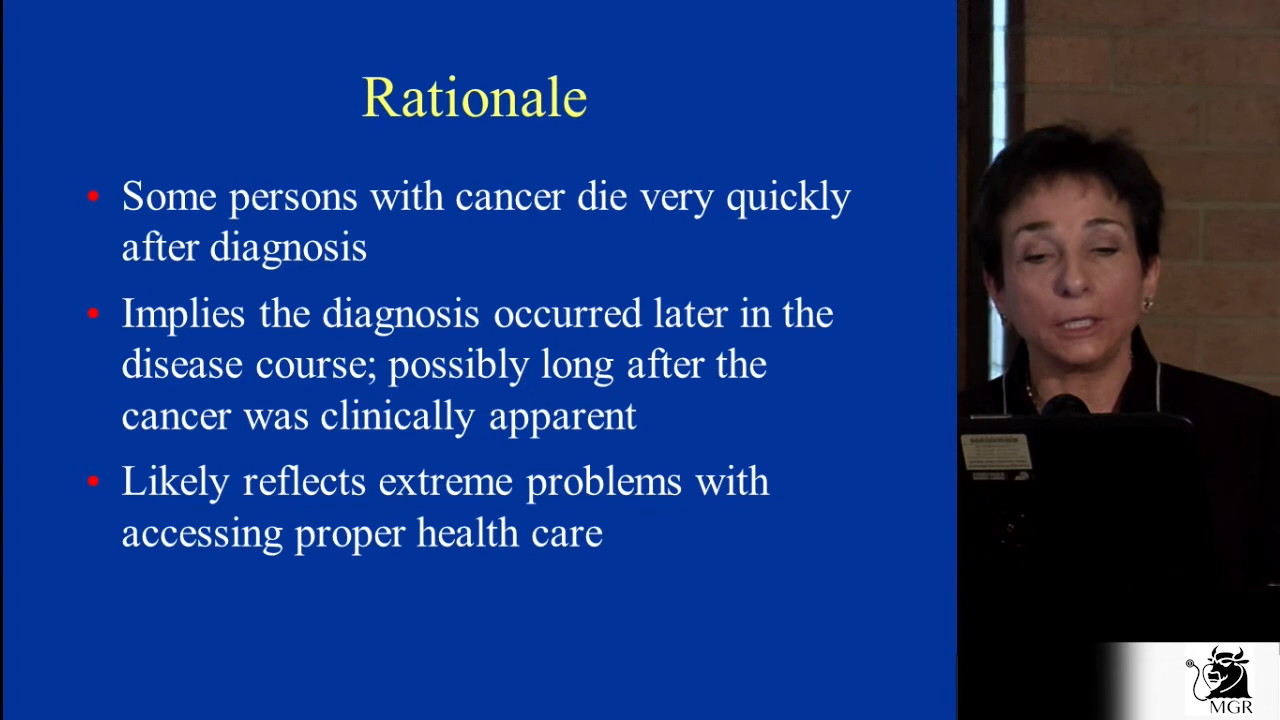 Rationale
• Some persons with cancer die very quickly
after diagnosis
• Implies the diagnosis occurred later in the
disease course; possibly long after the
cancer was clinically apparent
• Likely reflects extreme problems with
accessing proper health care
MGR